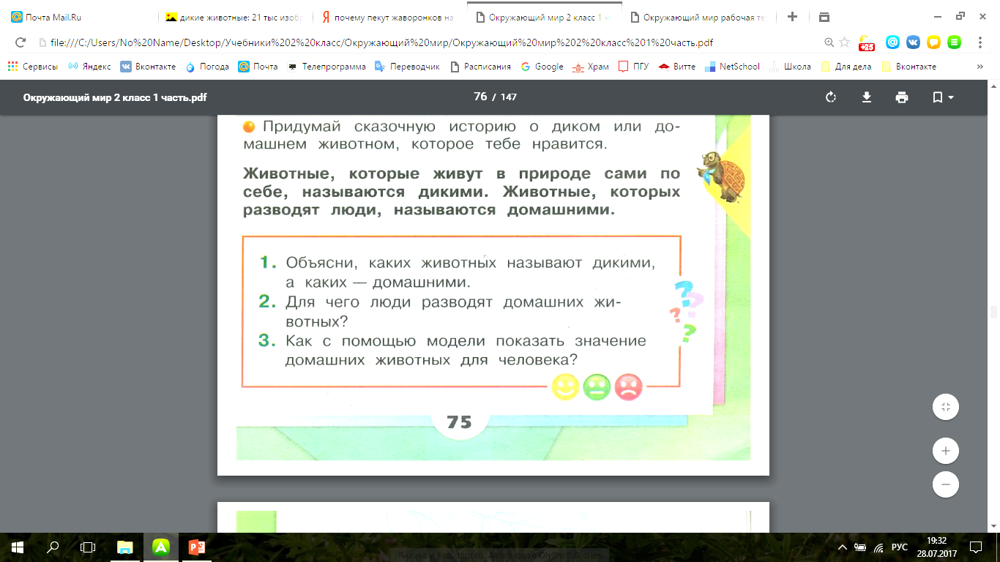 Почта Mail.Ru
дикие животные: 21 тыс изобр
почему пекут жаворонков на
Окружающий мир 2 класс 1 ч
Окружающий мир рабочая те
file:///C:/Users/No%20Name/Desktop/Учебники%202%20класс/Окружающий%20мир/Окружающий%20мир%202%20класс%201%20часть.pdf
+25
Сервисы
Яндекс
Вконтакте
Погода
Почта
Телепрограмма
Переводчик
Расписания
Google
Храм
ПГУ
Витте
NetSchool
Школа
Для дела
Вконтакте
»
Окружающий мир 2 класс 1 часть.pdf
76 / 147
Придумай сказочную историю о диком или до-
машнем животном, которое тебе нравится.
Животные, которые живут в природе сами по
себе, называются дикими. Животные, которых
разводят люди, называются домашними.
1. Объясни, каких животных называют дикими,
а каких — домашними.
2. Для чего люди разводят домашних жи-
вотных?
3. Как с помощью модели показать значение
домашних животных для человека?
? ? ? ?
75
РУС
19:32
28.07.2017